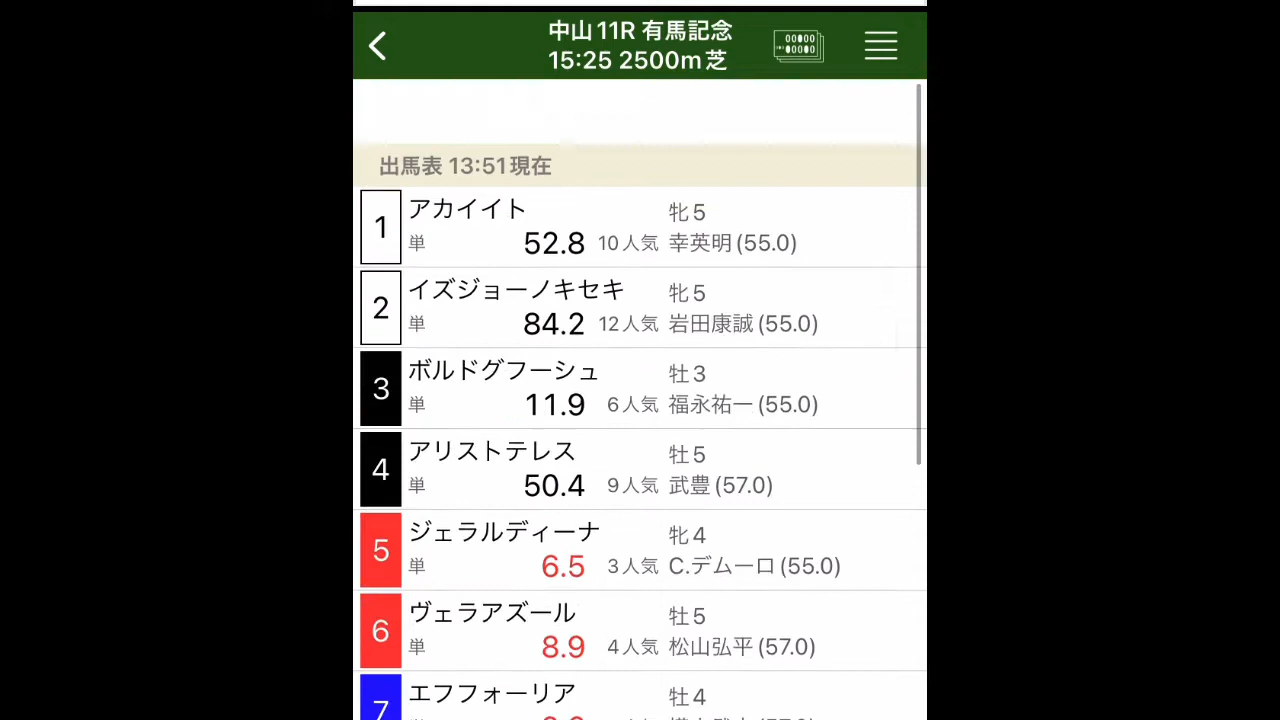 中山11R 有馬記念
15:25 2500m芝
出馬表 13:51現在
1 アカイイト 牝5
単 52.8 10人気 幸英明(55.0)
2 イズジョーノキセキ 牝5
単 84.2 12人気 岩田康誠(55.0)
3 ボルドグフーシュ 牡3
単 11.9 6人気 福永祐一(55.0)
4 アリストテレス 牡5
単 50.4 9人気 武豊(57.0)
5 ジェラルディーナ 牝4
単 6.5 3人気 C.デムーロ(55.0)
6 ヴェラアズール 牡5
単 8.9 4人気 松山弘平(57.0)
7 エフフォーリア 牡4